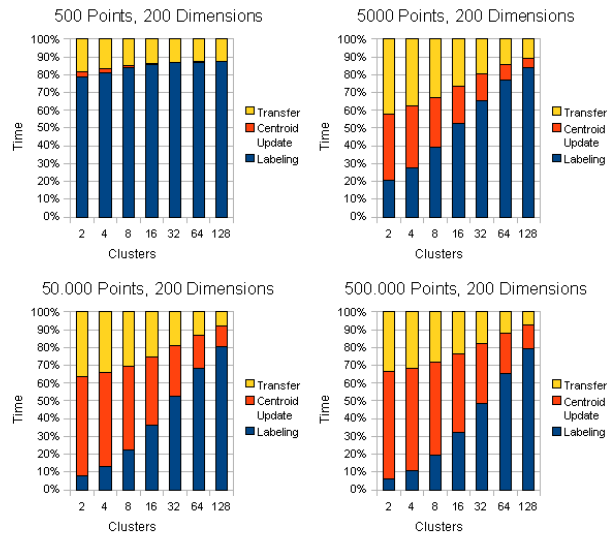 500 Points, 200 Dimensions
100%
90%
80%
70%
60%
50%
40%
30%
20%
10%
0%
Time
2 4 8 16 32 64 128
Clusters
Transfer
Centroid
Update
Labeling
5000 Points, 200 Dimensions
100%
90%
80%
70%
60%
50%
40%
30%
20%
10%
0%
Time
2 4 8 16 32 64 128
Clusters
Transfer
Centroid
Update
Labeling
50.000 Points, 200 Dimensions
100%
90%
80%
70%
60%
50%
40%
30%
20%
10%
0%
Time
2 4 8 16 32 64 128
Clusters
Transfer
Centroid
Update
Labeling
500.000 Points, 200 Dimensions
100%
90%
80%
70%
60%
50%
40%
30%
20%
10%
0%
Time
2 4 8 16 32 64 128
Clusters
Transfer
Centroid
Update
Labeling